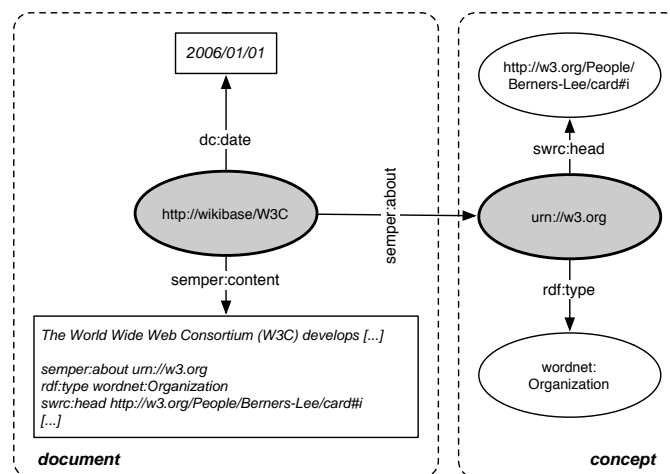 2006/01/01
dc:date
http://wikibase/W3C
semper:content
The World Wide Web Consortium (W3C) develops [...]
semper:about urn://w3.org
rdf:type wordnet:Organization
swrc:head http://w3.org/People/Berners-Lee/card#i
[...]
document
semper:about
http://w3.org/People/
Berners-Lee/card#i
swrc:head
urn://w3.org
rdf:type
wordnet:
Organization
concept